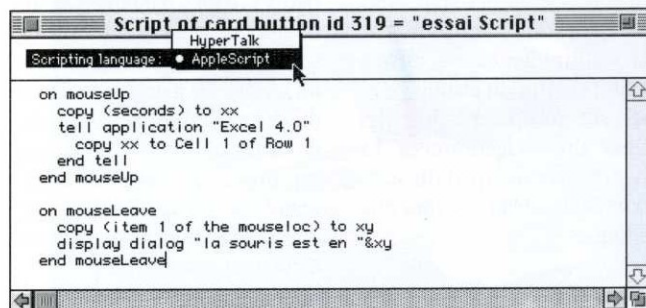 Script of card button id 319 = "essai Script"
HyperTalk
Scripting language: AppleScript
on mouseUp
copy (seconds) to xx
tell application "Excel 4.0"
copy xx to Cell 1 of Row 1
end tell
end mouseUp
on mouseLeave
copy (item 1 of the mouseloc) to xy
display dialog "la souris est en "&xy
end mouseLeave